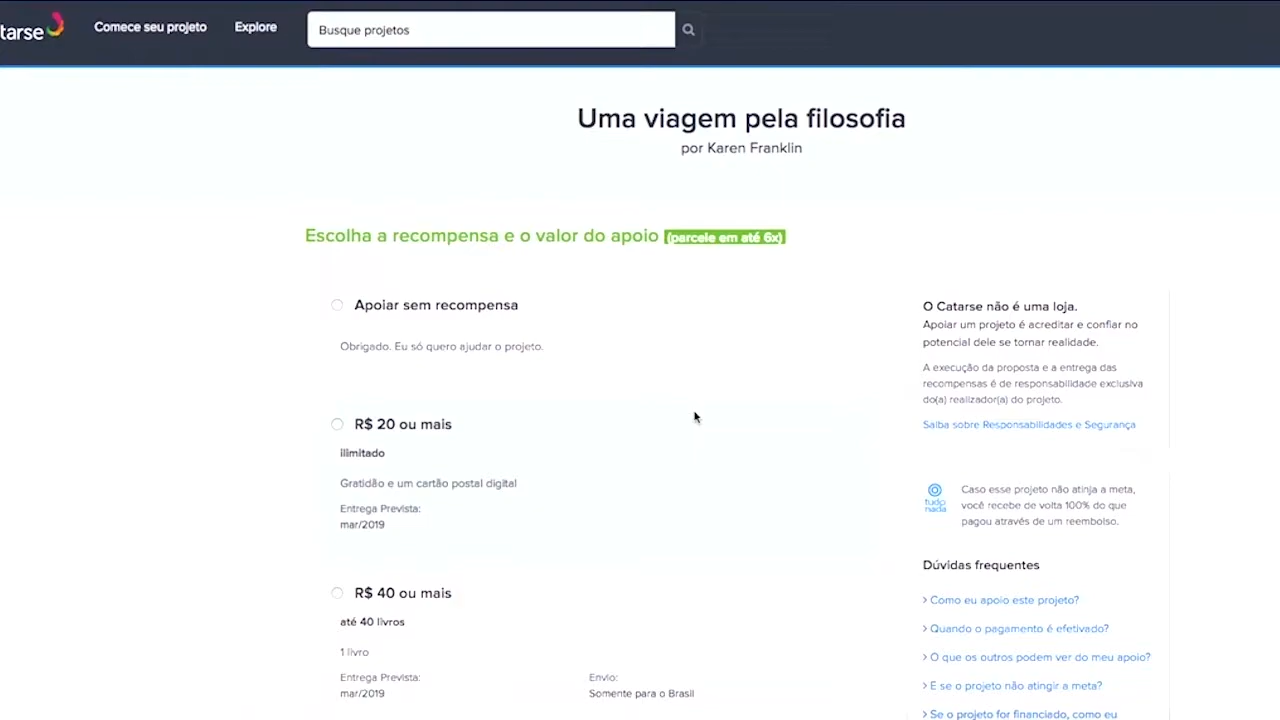 tarse
Comece seu projeto
Explore
Busque projetos
Uma viagem pela filosofia
por Karen Franklin
Escolha a recompensa e o valor do apoio (parcele em até 6x)
Apoiar sem recompensa
Obrigado. Eu só quero ajudar o projeto.
R$ 20 ou mais
ilimitado
Gratidão e um cartão postal digital
Entrega Prevista:
mar/2019
R$ 40 ou mais
até 40 livros
1 livro
Entrega Prevista:
mar/2019
Envio:
Somente para o Brasil
O Catarse não é uma loja.
Apoiar um projeto é acreditar e confiar no
potencial dele se tornar realidade.
A execução da proposta e a entrega das
recompensas é de responsabilidade exclusiva
do(a) realizador(a) do projeto.
Saiba sobre Responsabilidades e Segurança
tudo
nada
Caso esse projeto não atinja a meta,
você recebe de volta 100% do que
pagou através de um reembolso.
Dúvidas frequentes
Como eu apoio este projeto?
Quando o pagamento é efetivado?
O que os outros podem ver do meu apoio?
E se o projeto não atingir a meta?
Se o projeto for financiado, como eu